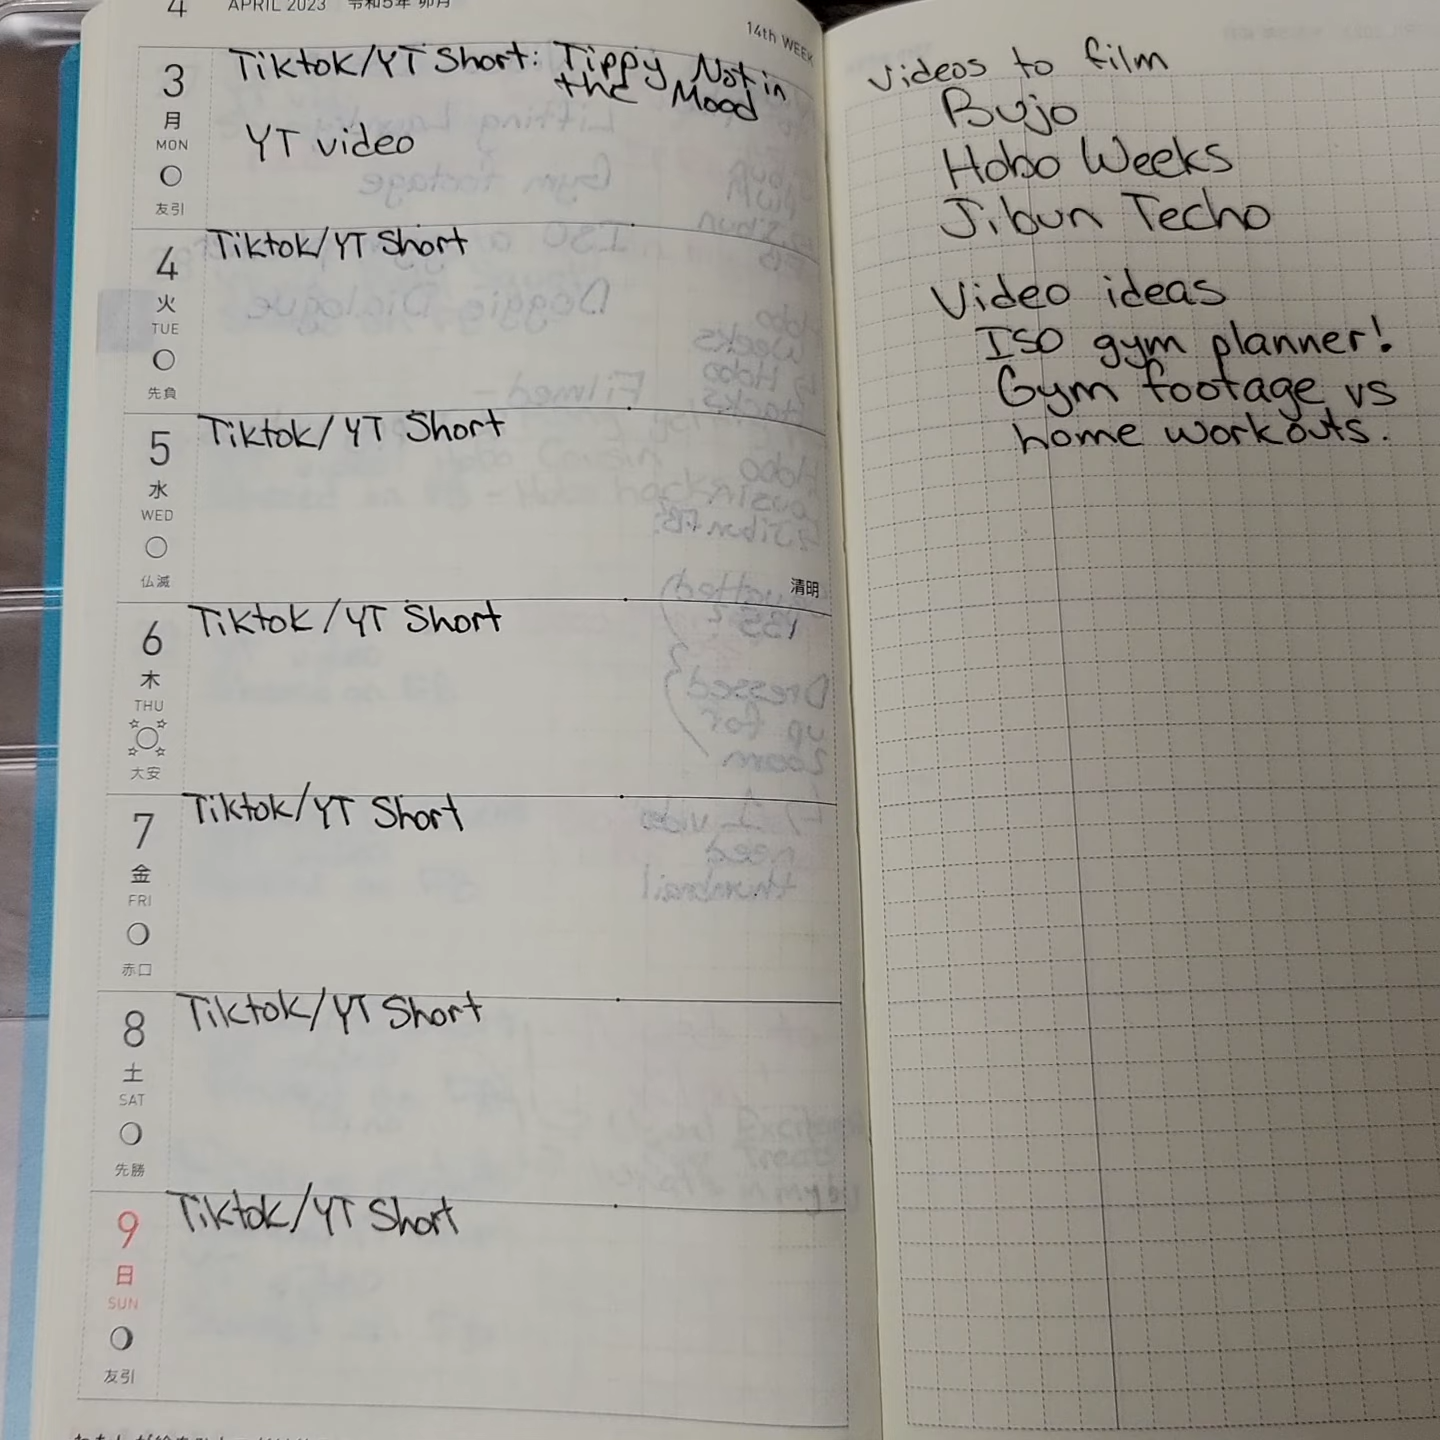 4 APRIL 2023 令和5年 卯月
14th WEEK
3
月
MON
友引
Tiktok/YT Short: Tippy Not in
the Mood
YT video
4
火
TUE
先負
Tiktok/YT Short
5
水
WED
仏滅
Tiktok/YT Short
清明
6
木
THU
大安
Tiktok/YT Short
7
金
FRI
赤口
Tiktok/YT Short
8
土
SAT
先勝
Tiktok/YT Short
9
日
SUN
友引
Tiktok/YT Short
Videos to film
Bujo
Hobo Weeks
Jibun Techo
Video ideas
ISO gym planner!
Gym footage vs
home workouts.